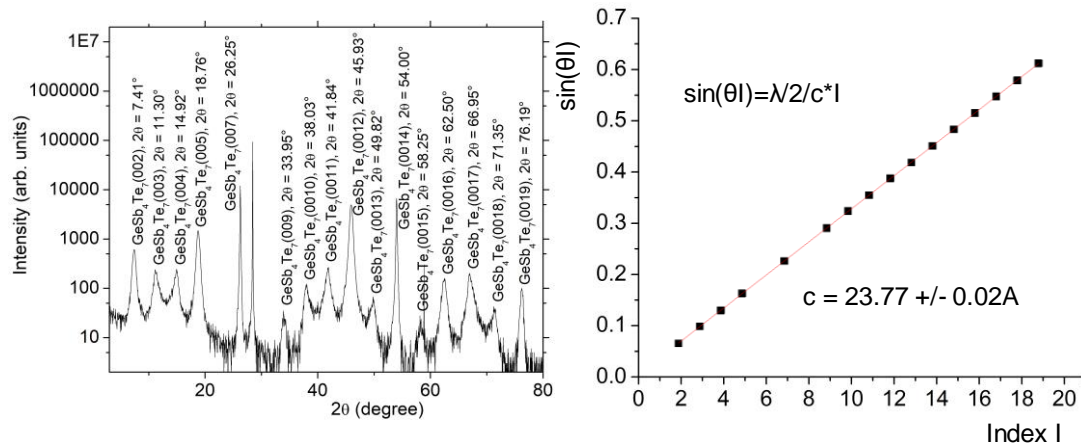 Intensity (arb. units)
1E7
1000000
100000
10000
1000
100
10
GeSb₄Te₇(002), 2θ = 7.41°
GeSb₄Te₇(003), 2θ = 11.30°
GeSb₄Te₇(004), 2θ = 14.92°
GeSb₄Te₇(005), 2θ = 18.76°
GeSb₄Te₇(007), 2θ = 26.25°
GeSb₄Te₇(009), 2θ = 33.95°
GeSb₄Te₇(0010), 2θ = 38.03°
GeSb₄Te₇(0011), 2θ = 41.84°
GeSb₄Te₇(0012), 2θ = 45.93°
GeSb₄Te₇(0013), 2θ = 49.82°
GeSb₄Te₇(0014), 2θ = 54.00°
GeSb₄Te₇(0015), 2θ = 58.25°
GeSb₄Te₇(0016), 2θ = 62.50°
GeSb₄Te₇(0017), 2θ = 66.95°
GeSb₄Te₇(0018), 2θ = 71.35°
GeSb₄Te₇(0019), 2θ = 76.19°
20 40 60 80
2θ (degree)
sin(θl)
0.7
0.6
0.5
0.4
0.3
0.2
0.1
0.0
sin(θl)=λ/2/c*l
c = 23.77 +/- 0.02A
0 2 4 6 8 10 12 14 16 18 20
Index l